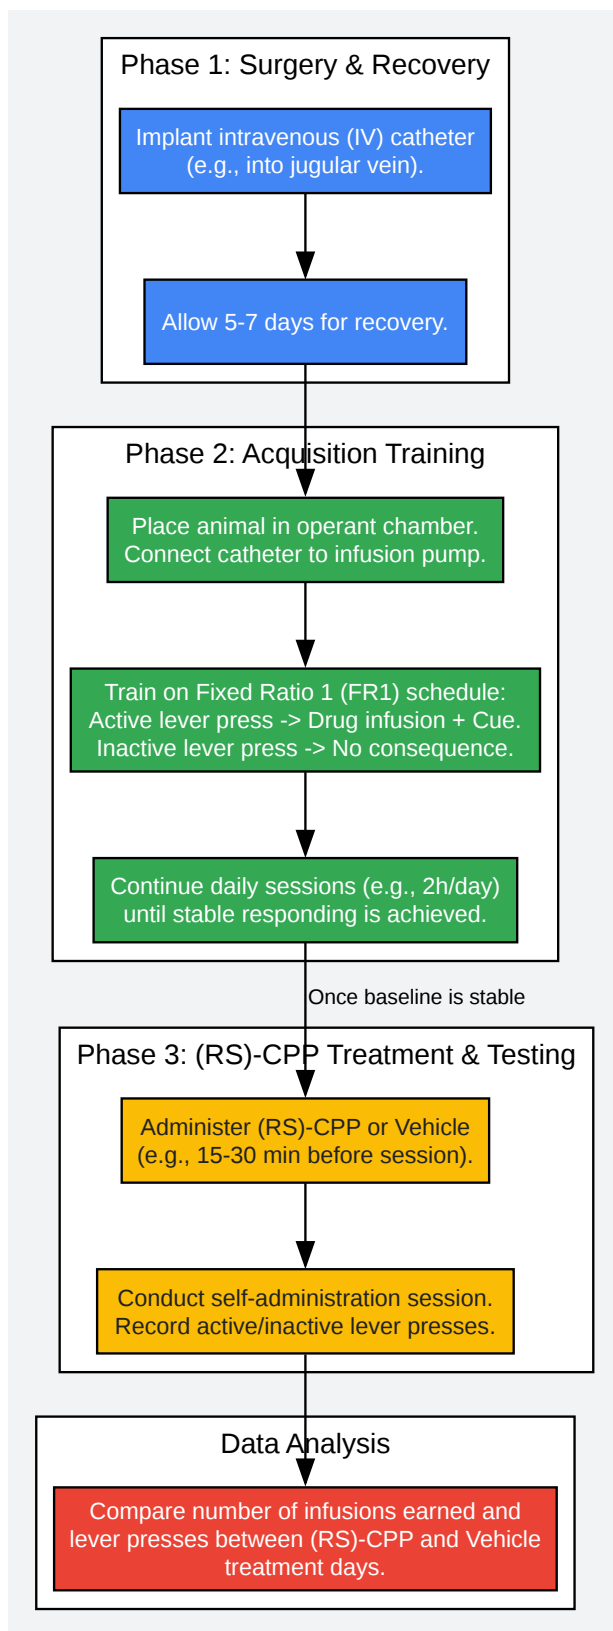 Phase 1: Surgery & Recovery
Implant intravenous (IV) catheter
(e.g., into jugular vein).
Allow 5-7 days for recovery.
Phase 2: Acquisition Training
Place animal in operant chamber.
Connect catheter to infusion pump.
Train on Fixed Ratio 1 (FR1) schedule:
Active lever press -> Drug infusion + Cue.
Inactive lever press -> No consequence.
Continue daily sessions (e.g., 2h/day)
until stable responding is achieved.
Once baseline is stable
Phase 3: (RS)-CPP Treatment & Testing
Administer (RS)-CPP or Vehicle
(e.g., 15-30 min before session).
Conduct self-administration session.
Record active/inactive lever presses.
Data Analysis
Compare number of infusions earned and
lever presses between (RS)-CPP and Vehicle
treatment days.